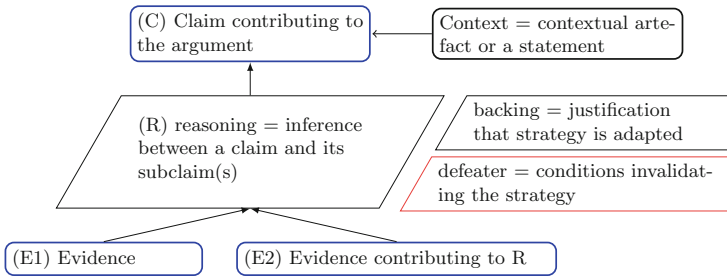 (C) Claim contributing to
the argument
Context = contextual arte-
fact or a statement
(R) reasoning = inference
between a claim and its
subclaim(s)
backing = justification
that strategy is adapted
defeater = conditions invalidat-
ing the strategy
(E1) Evidence
(E2) Evidence contributing to R